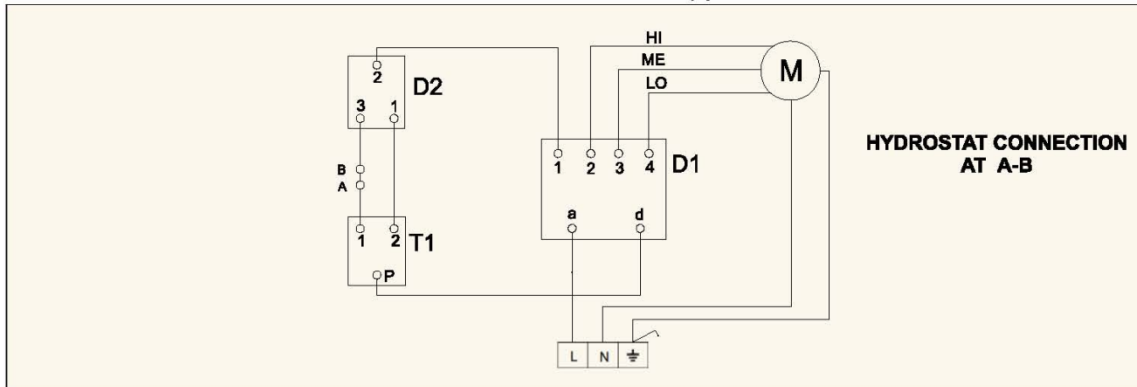 HI
ME
LO
M
2
D2
3 1
B
A
1 2 T1
P
1 2 3 4 D1
a d
L N
HYDROSTAT CONNECTION
AT A-B